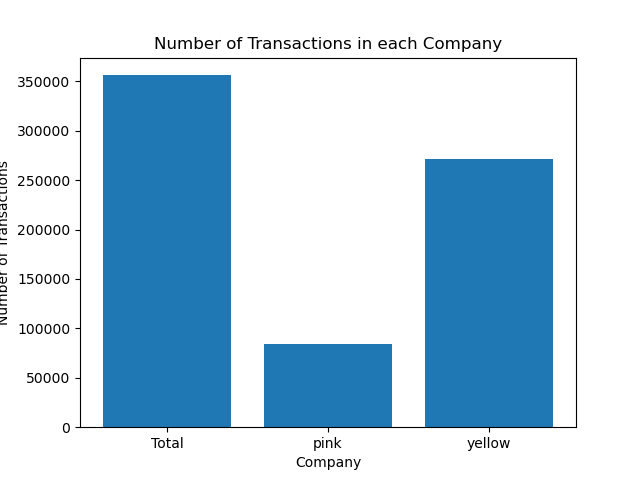 Number of Transactions in each Company
Number of Transactions
350000
300000
250000
200000
150000
100000
50000
0
Total
pink
yellow
Company